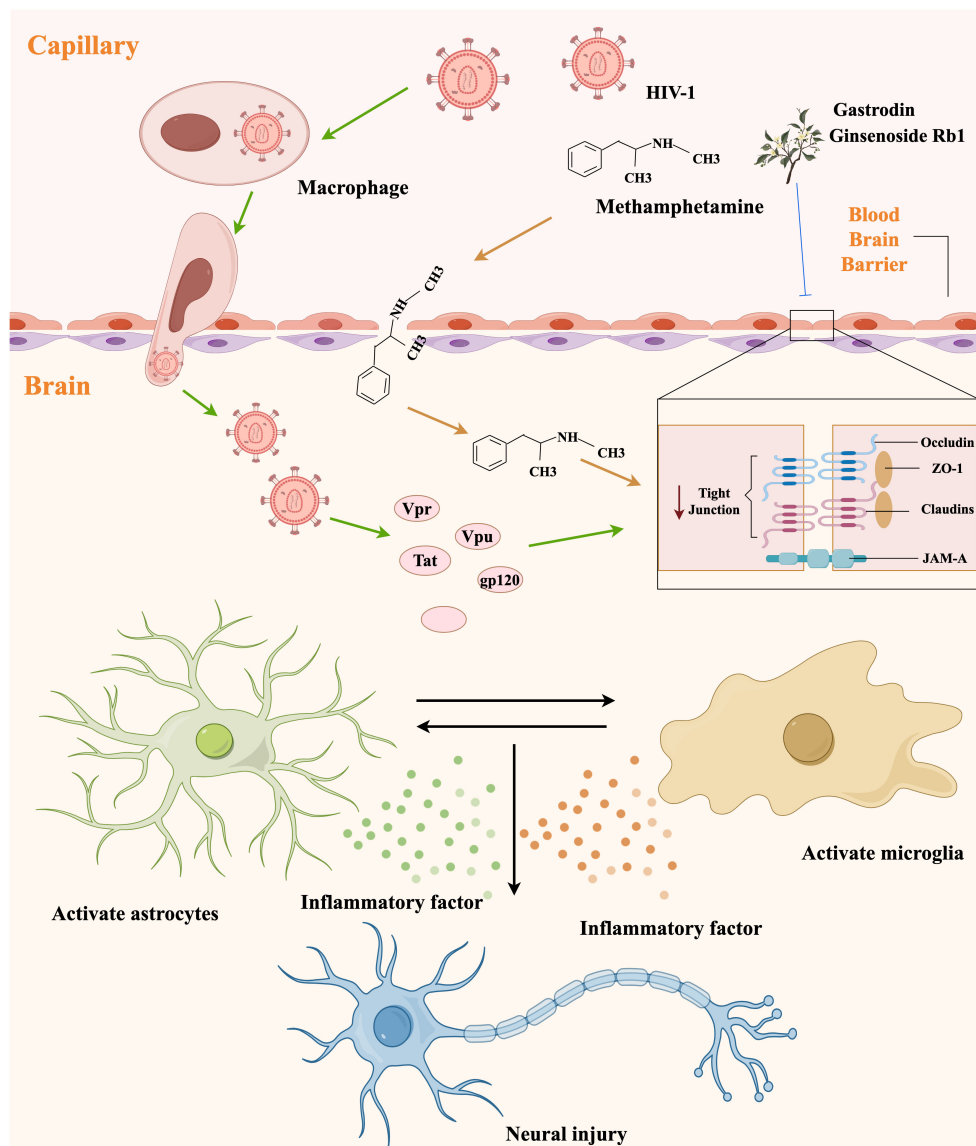 Capillary
HIV-1
Gastrodin
Ginsenoside Rb1
NH
CH3
CH3
Macrophage
Methamphetamine
Blood
Brain
Barrier
CH3
NH
CH3
Brain
NH
CH3
CH3
Occludin
ZO-1
Tight
Junction
Claudins
JAM-A
Vpr
Vpu
Tat
gp120
Activate microglia
Inflammatory factor
Activate astrocytes
Inflammatory factor
Neural injury